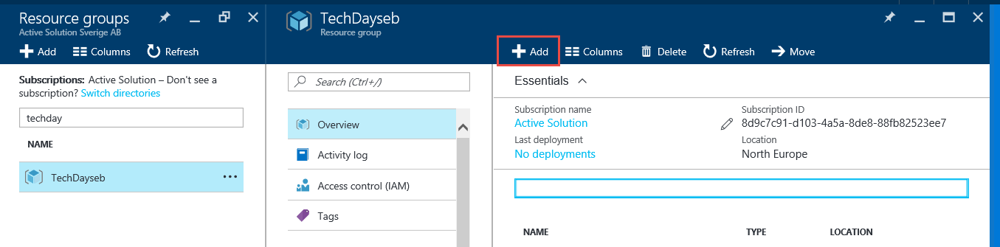 Resource groups
Active Solution Sverige AB
Add Columns Refresh
Subscriptions: Active Solution – Don't see a
subscription? Switch directories
techday
NAME
TechDayseb
TechDayseb
Resource group
Search (Ctrl+/)
Overview
Activity log
Access control (IAM)
Tags
Add Columns Delete Refresh Move
Essentials
Subscription name
Active Solution
Last deployment
No deployments
Subscription ID
8d9c7c91-d103-4a5a-8de8-88fb82523ee7
Location
North Europe
NAME TYPE LOCATION